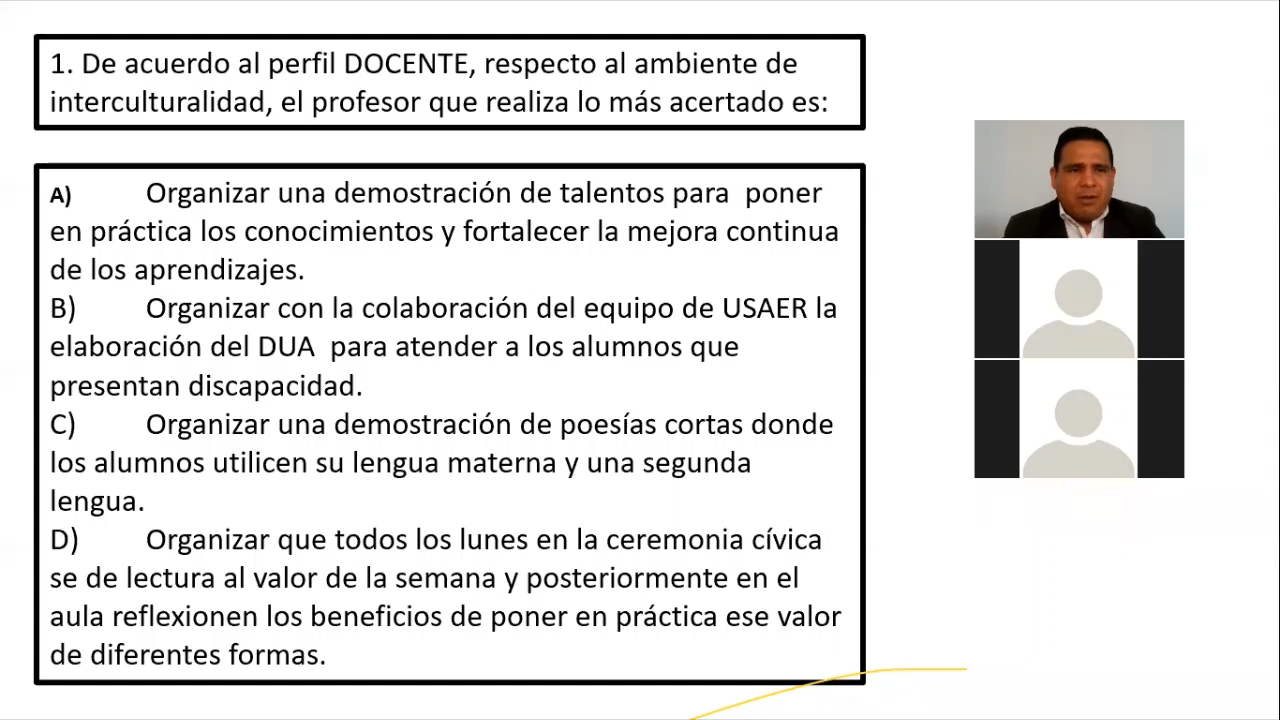 1. De acuerdo al perfil DOCENTE, respecto al ambiente de
interculturalidad, el profesor que realiza lo más acertado es:
A) Organizar una demostración de talentos para poner
en práctica los conocimientos y fortalecer la mejora continua
de los aprendizajes.
B) Organizar con la colaboración del equipo de USAER la
elaboración del DUA para atender a los alumnos que
presentan discapacidad.
C) Organizar una demostración de poesías cortas donde
los alumnos utilicen su lengua materna y una segunda
lengua.
D) Organizar que todos los lunes en la ceremonia cívica
se de lectura al valor de la semana y posteriormente en el
aula reflexionen los beneficios de poner en práctica ese valor
de diferentes formas.